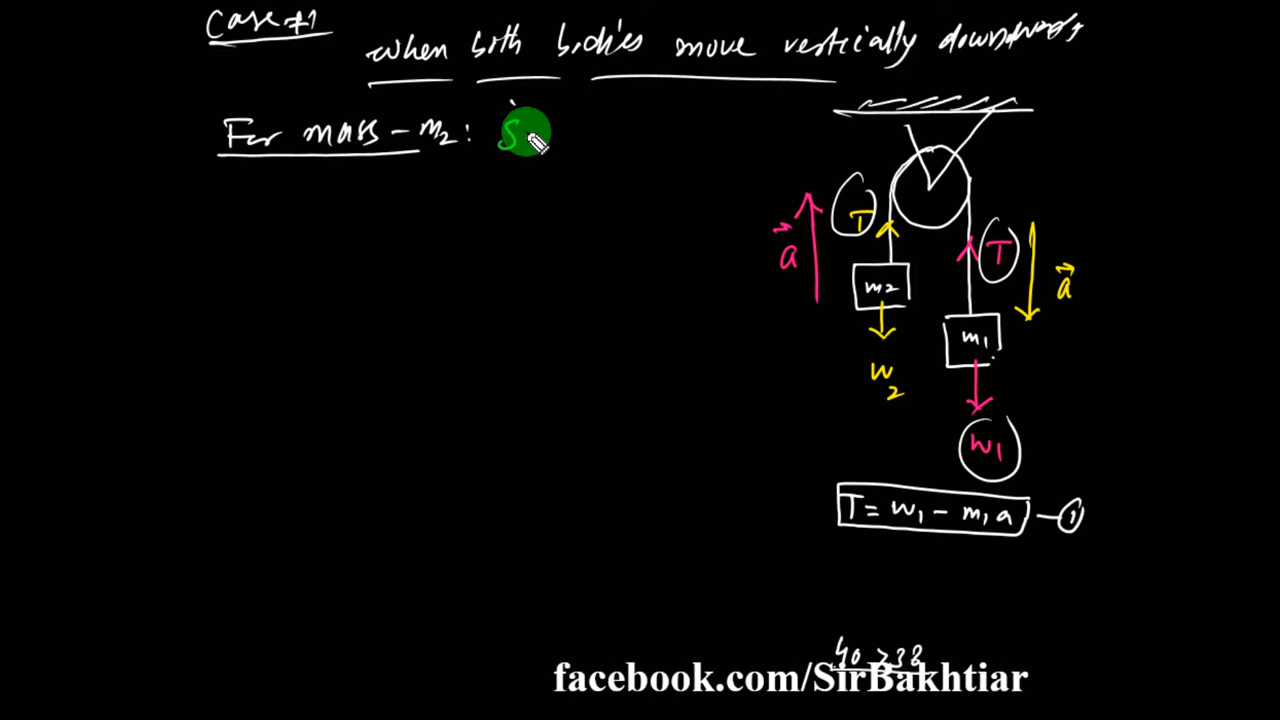 Case #1
When both bodies move vertically downwards
For mass - m2: S
T
T
a
a
m2
m1
W2
W1
T = W1 - m1a — 1
40 > 38
facebook.com/SirBakhtiar